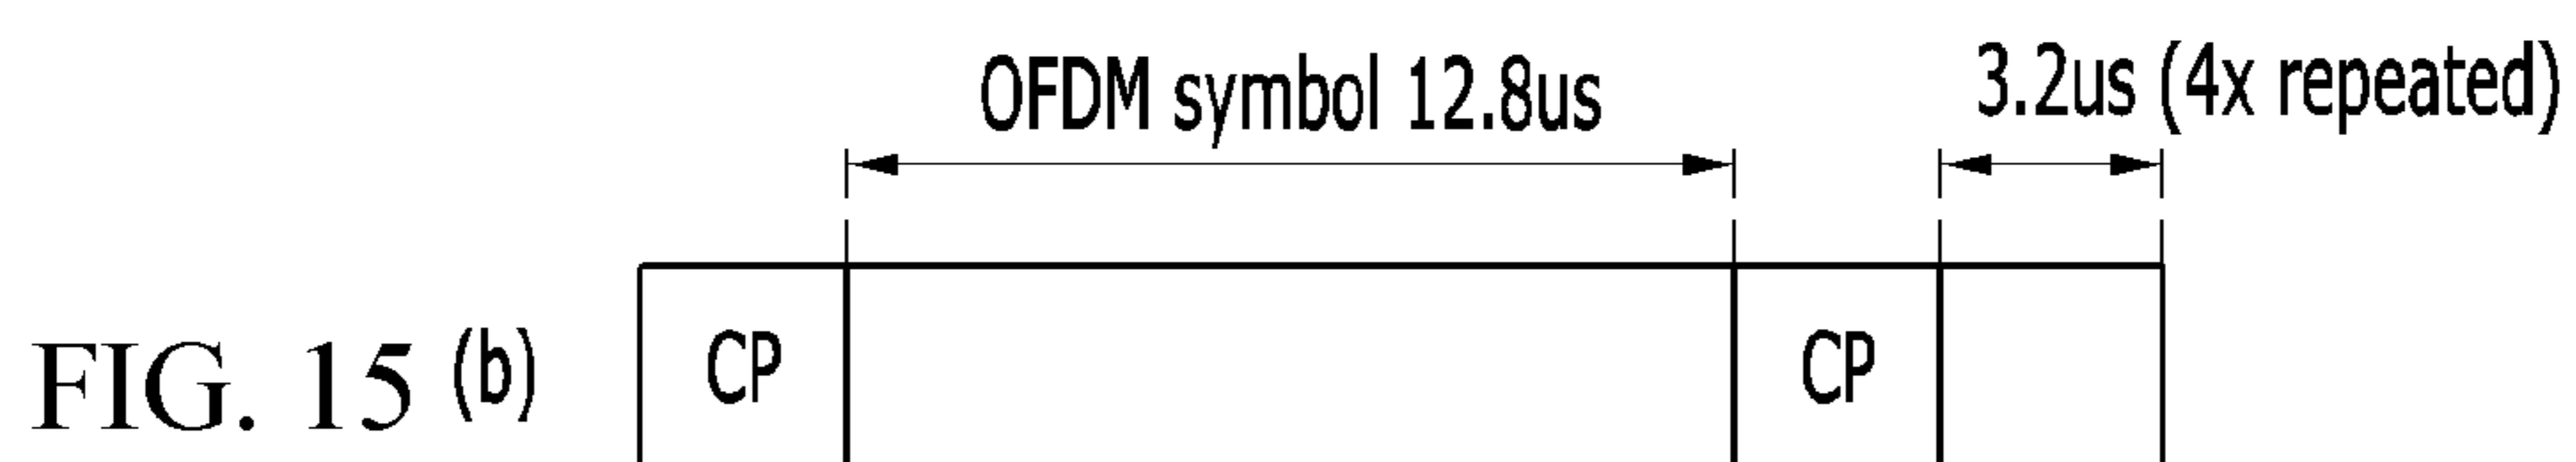 OFDM symbol 12.8us 3.2us (4x repeated)
FIG. 15 (b) CP CP